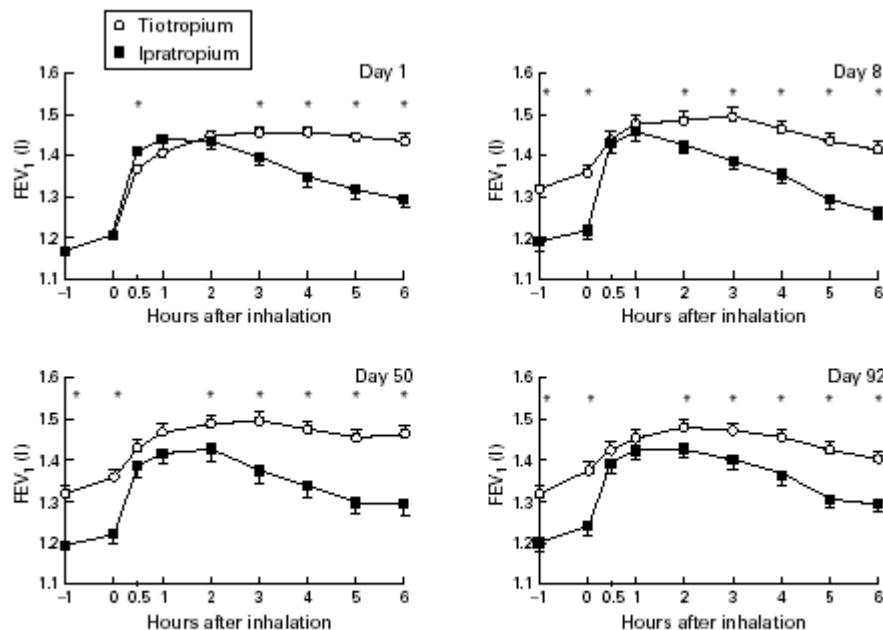 Tiotropium
Ipratropium
Day 1
* * * * * *
1.6
1.5
1.4
1.3
1.2
1.1
FEV1 (l)
–1 0 0.5 1 2 3 4 5 6
Hours after inhalation
Day 8
* * * * * * *
1.6
1.5
1.4
1.3
1.2
1.1
FEV1 (l)
–1 0 0.5 1 2 3 4 5 6
Hours after inhalation
Day 50
* * * * * * *
1.6
1.5
1.4
1.3
1.2
1.1
FEV1 (l)
–1 0 0.5 1 2 3 4 5 6
Hours after inhalation
Day 92
* * * * * * *
1.6
1.5
1.4
1.3
1.2
1.1
FEV1 (l)
–1 0 0.5 1 2 3 4 5 6
Hours after inhalation